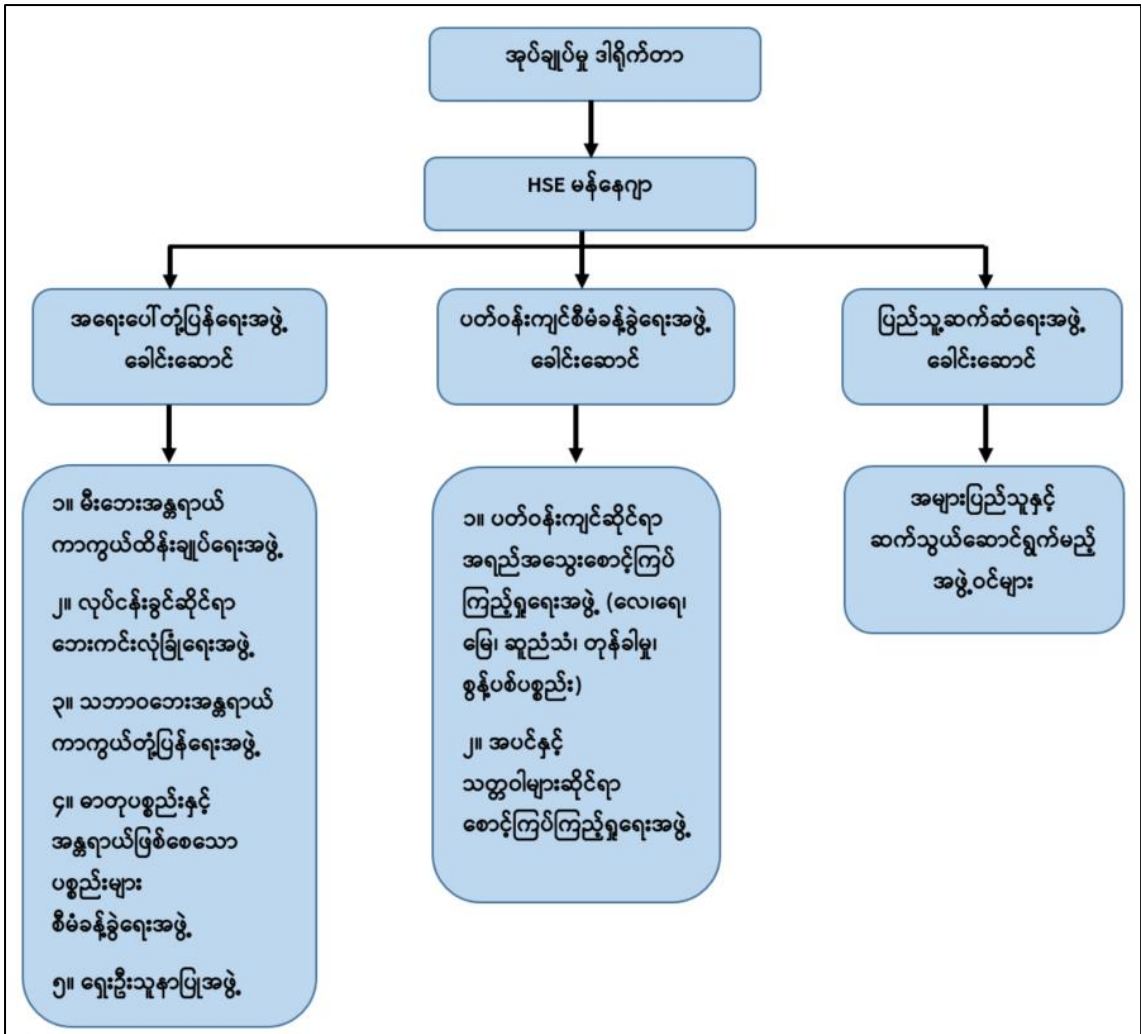 အုပ်ချုပ်မှု ဒါရိုက်တာ
HSE မန်နေဂျာ
အရေးပေါ်တုံ့ပြန်ရေးအဖွဲ့
ခေါင်းဆောင်
ပတ်ဝန်းကျင်စီမံခန့်ခွဲရေးအဖွဲ့
ခေါင်းဆောင်
ပြည်သူ့ဆက်ဆံရေးအဖွဲ့
ခေါင်းဆောင်
၁။ မီးဘေးအန္တရာယ်
ကာကွယ်ထိန်းချုပ်ရေးအဖွဲ့
၂။ လုပ်ငန်းခွင်ဆိုင်ရာ
ဘေးကင်းလုံခြုံရေးအဖွဲ့
၃။ သဘာဝဘေးအန္တရာယ်
ကာကွယ်တုံ့ပြန်ရေးအဖွဲ့
၄။ ဓာတုပစ္စည်းနှင့်
အန္တရာယ်ဖြစ်စေသော
ပစ္စည်းများ
စီမံခန့်ခွဲရေးအဖွဲ့
၅။ ရှေးဦးသူနာပြုအဖွဲ့
၁။ ပတ်ဝန်းကျင်ဆိုင်ရာ
အရည်အသွေးစောင့်ကြပ်
ကြည့်ရှုရေးအဖွဲ့ (လေ၊ရေ၊
မြေ၊ ဆူညံသံ၊ တုန်ခါမှု၊
စွန့်ပစ်ပစ္စည်း)
၂။ အပင်နှင့်
သတ္တဝါများဆိုင်ရာ
စောင့်ကြပ်ကြည့်ရှုရေးအဖွဲ့
အများပြည်သူနှင့်
ဆက်သွယ်ဆောင်ရွက်မည့်
အဖွဲ့ဝင်များ